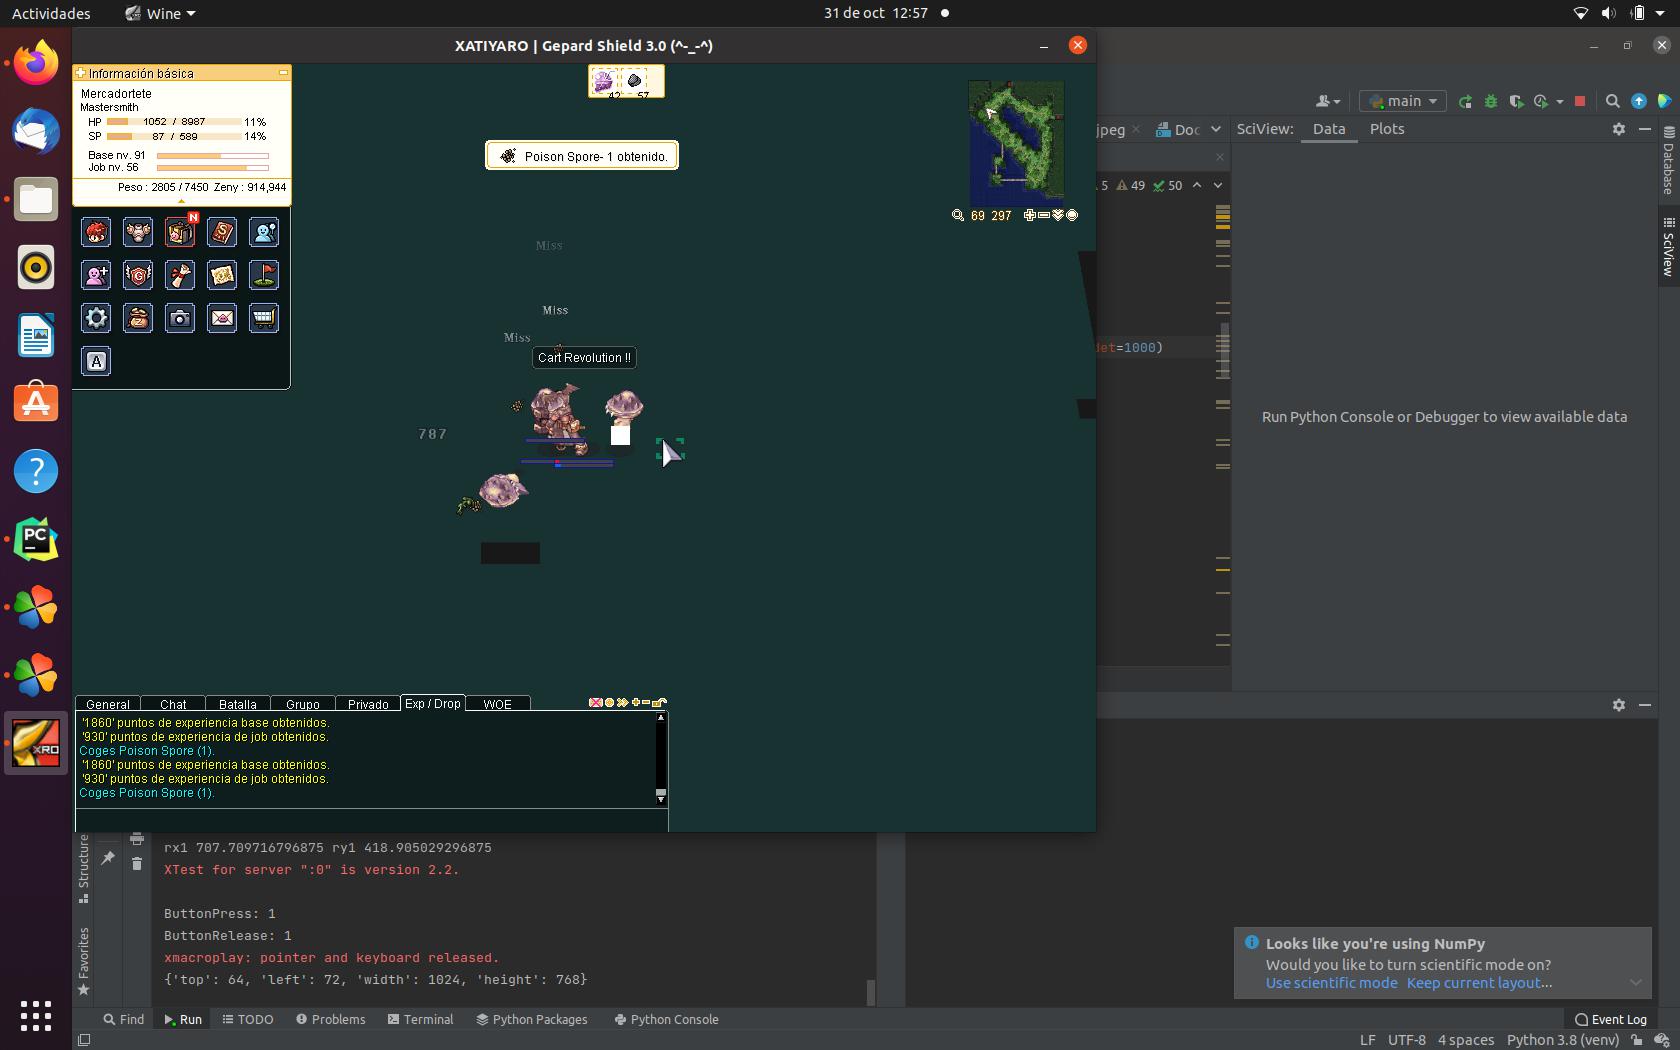 Actividades
Wine
31 de oct 12:57
XATIYARO | Gepard Shield 3.0 (^-_-^)
Información básica
Mercadortete
Mastersmith
HP 1052 / 8987 11%
SP 87 / 589 14%
Base nv. 91
Job nv. 56
Peso : 2805 / 7450 Zeny : 914,944
N
S
G
A
42 57
Poison Spore- 1 obtenido.
69 297
Miss
Miss
Miss
Cart Revolution !!
787
General Chat Batalla Grupo Privado Exp / Drop WOE
'1860' puntos de experiencia base obtenidos.
'930' puntos de experiencia de job obtenidos.
Coges Poison Spore (1).
'1860' puntos de experiencia base obtenidos.
'930' puntos de experiencia de job obtenidos.
Coges Poison Spore (1).
main
jpeg Doc
SciView: Data Plots
5 49 50
det=1000)
Run Python Console or Debugger to view available data
Database
SciView
PC
XRO
Structure
Favorites
rx1 707.709716796875 ry1 418.905029296875
XTest for server ":0" is version 2.2.
ButtonPress: 1
ButtonRelease: 1
xmacroplay: pointer and keyboard released.
{'top': 64, 'left': 72, 'width': 1024, 'height': 768}
Looks like you're using NumPy
Would you like to turn scientific mode on?
Use scientific mode Keep current layout...
Find Run TODO Problems Terminal Python Packages Python Console Event Log
LF UTF-8 4 spaces Python 3.8 (venv)